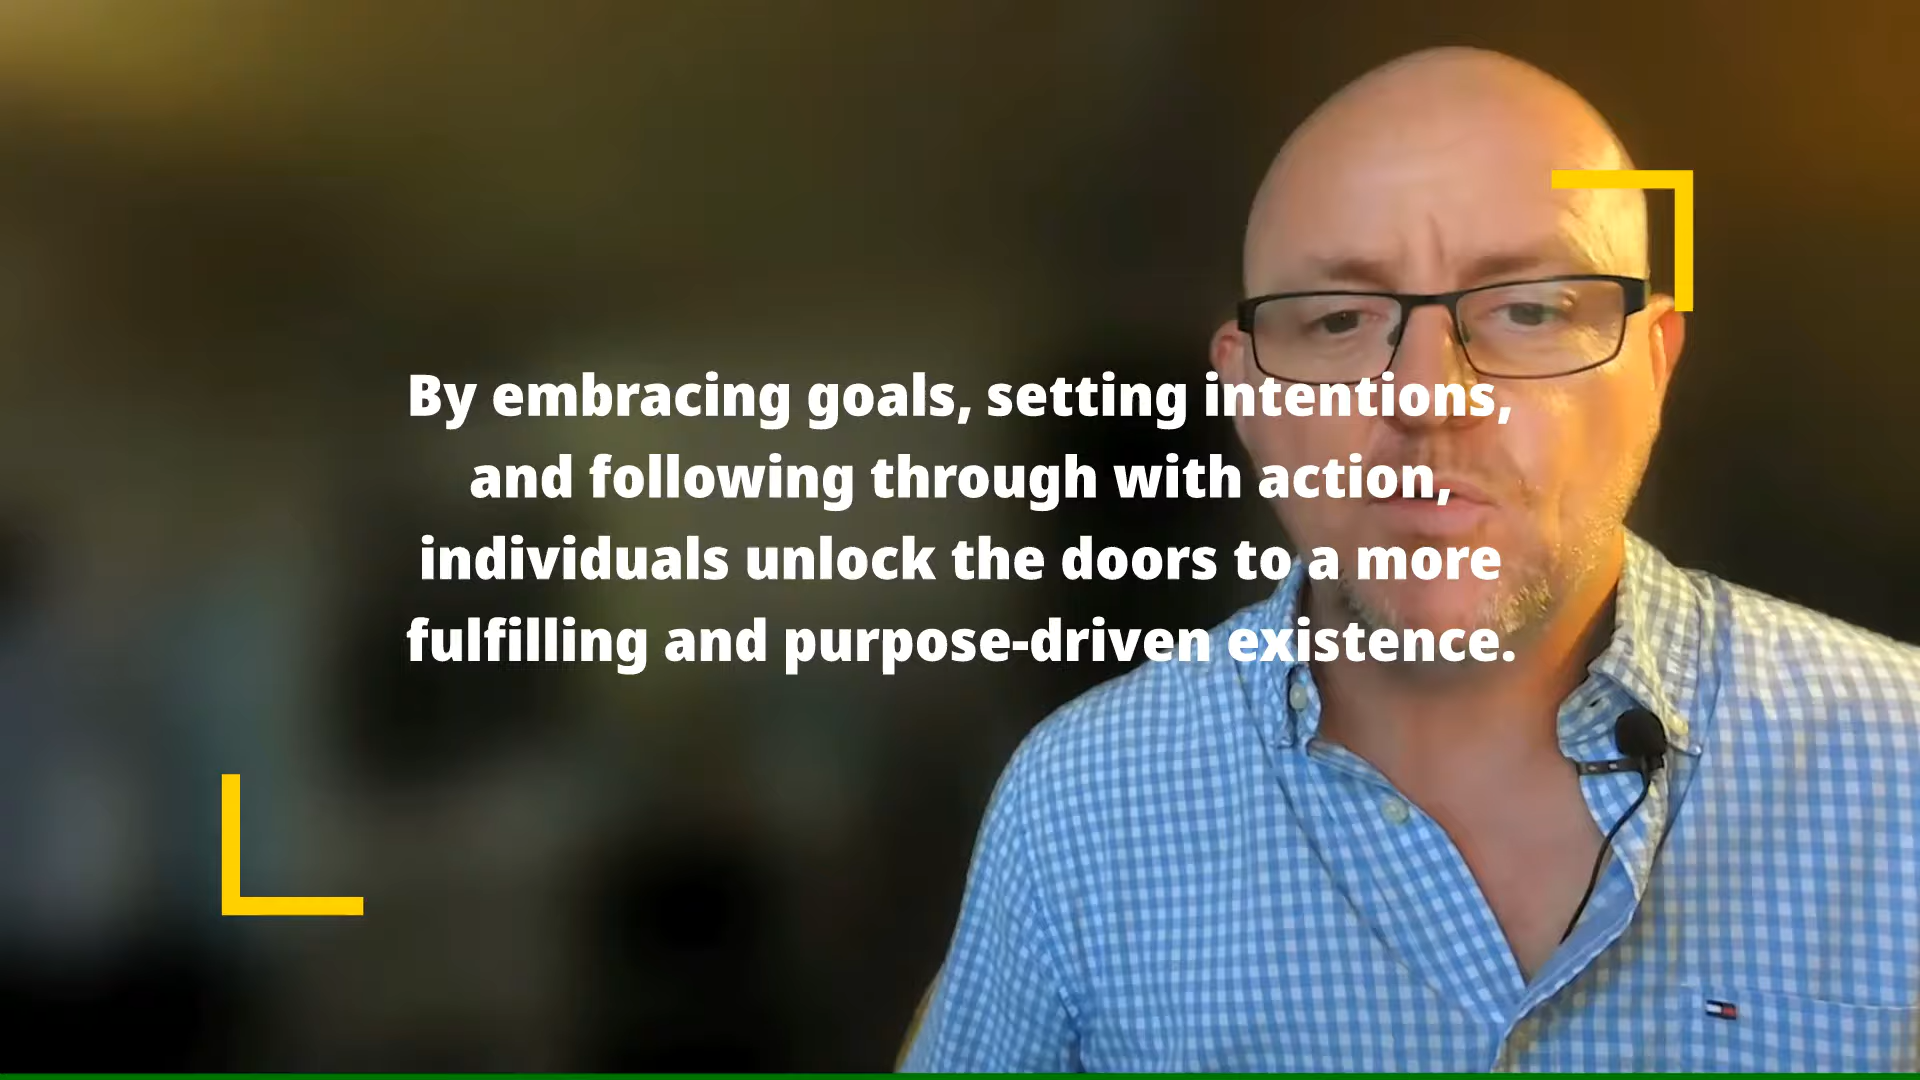 By embracing goals, setting intentions,
and following through with action,
individuals unlock the doors to a more
fulfilling and purpose-driven existence.